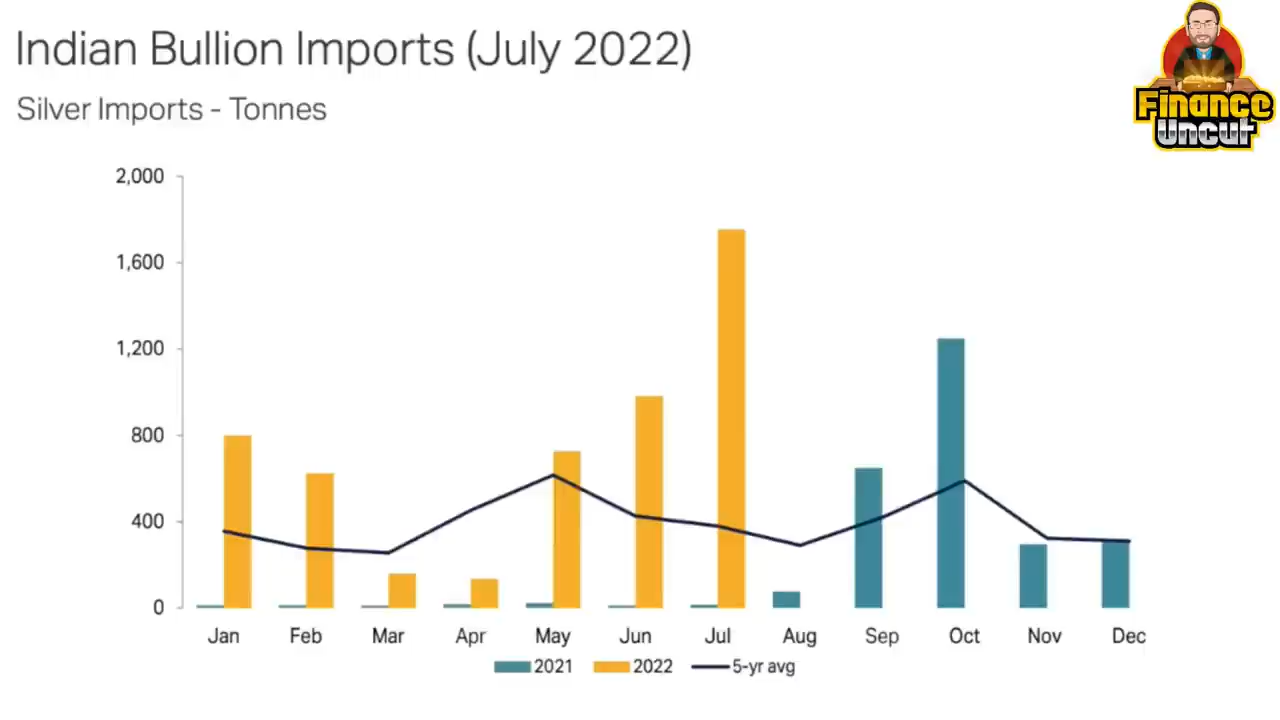 Indian Bullion Imports (July 2022)
Silver Imports - Tonnes
Finance
Uncut
2,000
1,600
1,200
800
400
0
Jan Feb Mar Apr May Jun Jul Aug Sep Oct Nov Dec
2021 2022 5-yr avg